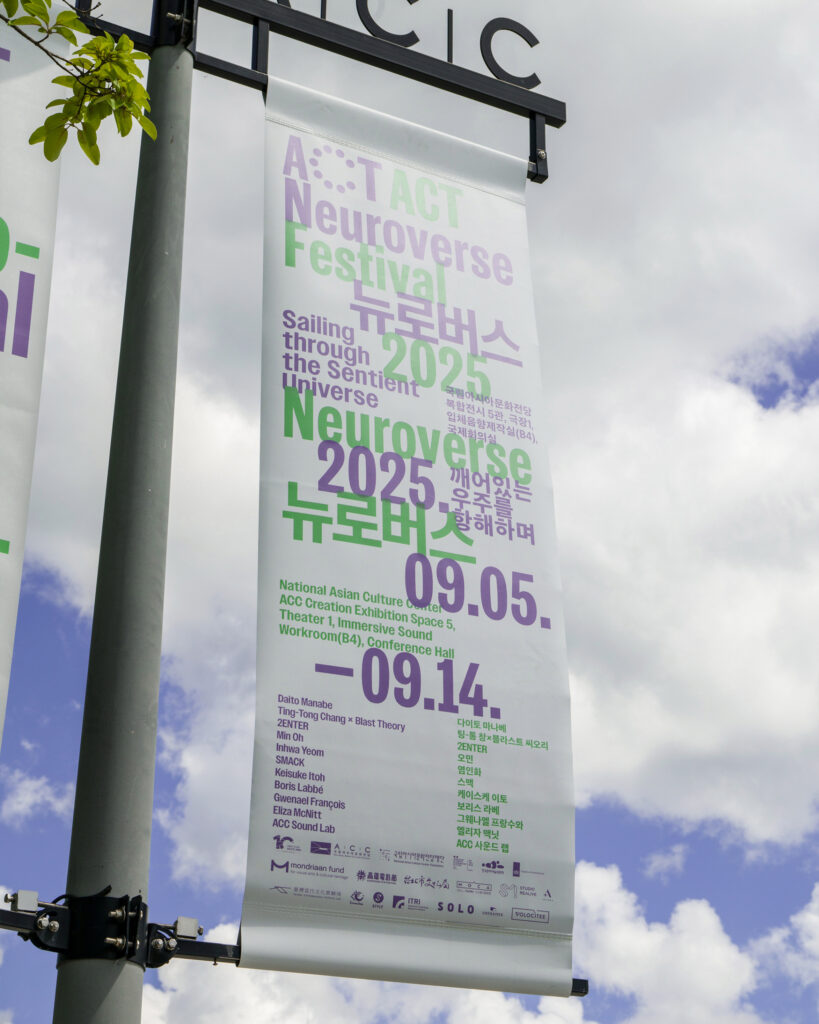 ACC
ACT ACT
Neuroverse
Festival
뉴로버스
2025
Sailing
through
the Sentient
Universe
국립아시아문화전당
복합전시 5관, 극장1,
입체음향제작실(B4),
국제회의실
Neuroverse
2025.
깨어있는
우주를
항해하며
뉴로버스
09.05.
National Asian Culture Center
ACC Creation Exhibition Space 5,
Theater 1, Immersive Sound
Workroom(B4), Conference Hall
–09.14.
Daito Manabe
Ting-Tong Chang × Blast Theory
2ENTER
Min Oh
Inhwa Yeom
SMACK
Keisuke Itoh
Boris Labbé
Gwenael François
Eliza McNitt
ACC Sound Lab
다이토 마나베
팅-통 창×블라스트 씨오리
2ENTER
오민
염인화
스맥
케이스케 이토
보리스 라베
그웨나엘 프랑수와
엘리자 맥닛
ACC 사운드 랩
ACC
mondriaan fund
MOCA
STUDIO
REALIVE
ITRI
SOLO
VOLOCITEE